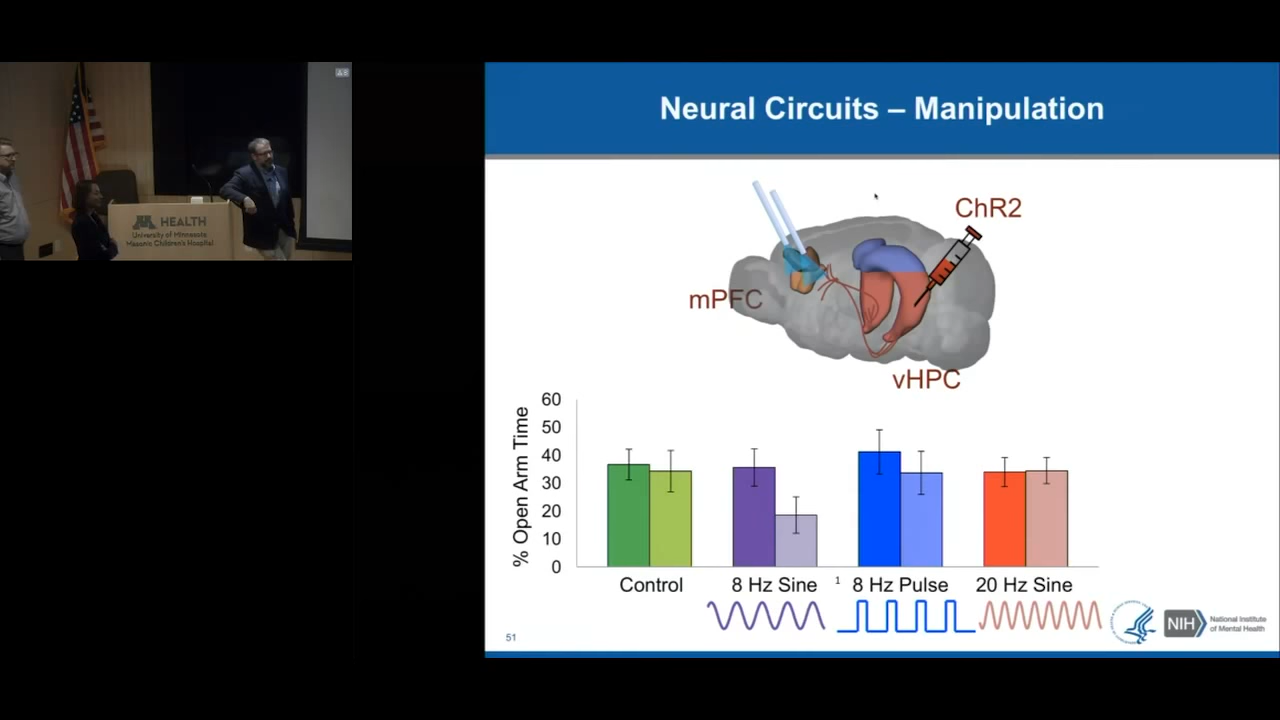 HEALTH
University of Minnesota
Masonic Children's Hospital
Neural Circuits – Manipulation
ChR2
mPFC
vHPC
% Open Arm Time
60
50
40
30
20
10
0
Control
8 Hz Sine
1
8 Hz Pulse
20 Hz Sine
51
NIH
National Institute
of Mental Health